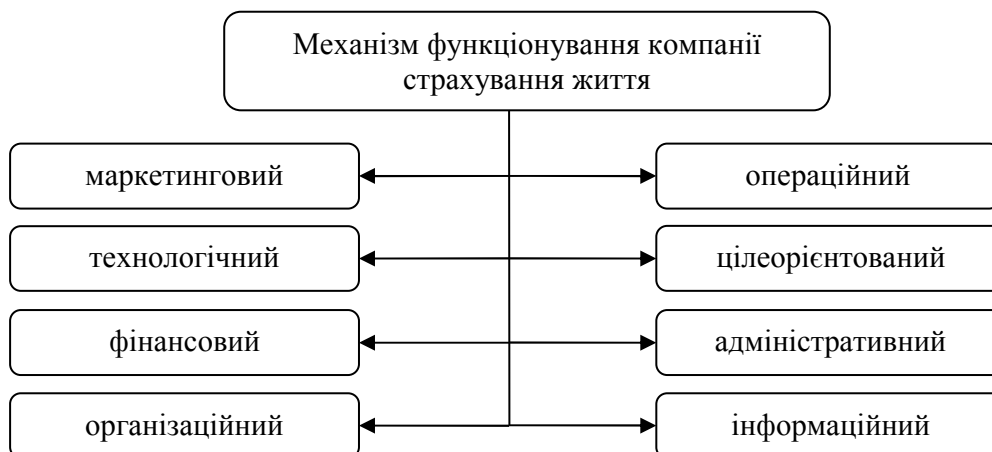 Механізм функціонування компанії
страхування життя
маркетинговий
операційний
технологічний
цілеорієнтований
фінансовий
адміністративний
організаційний
інформаційний